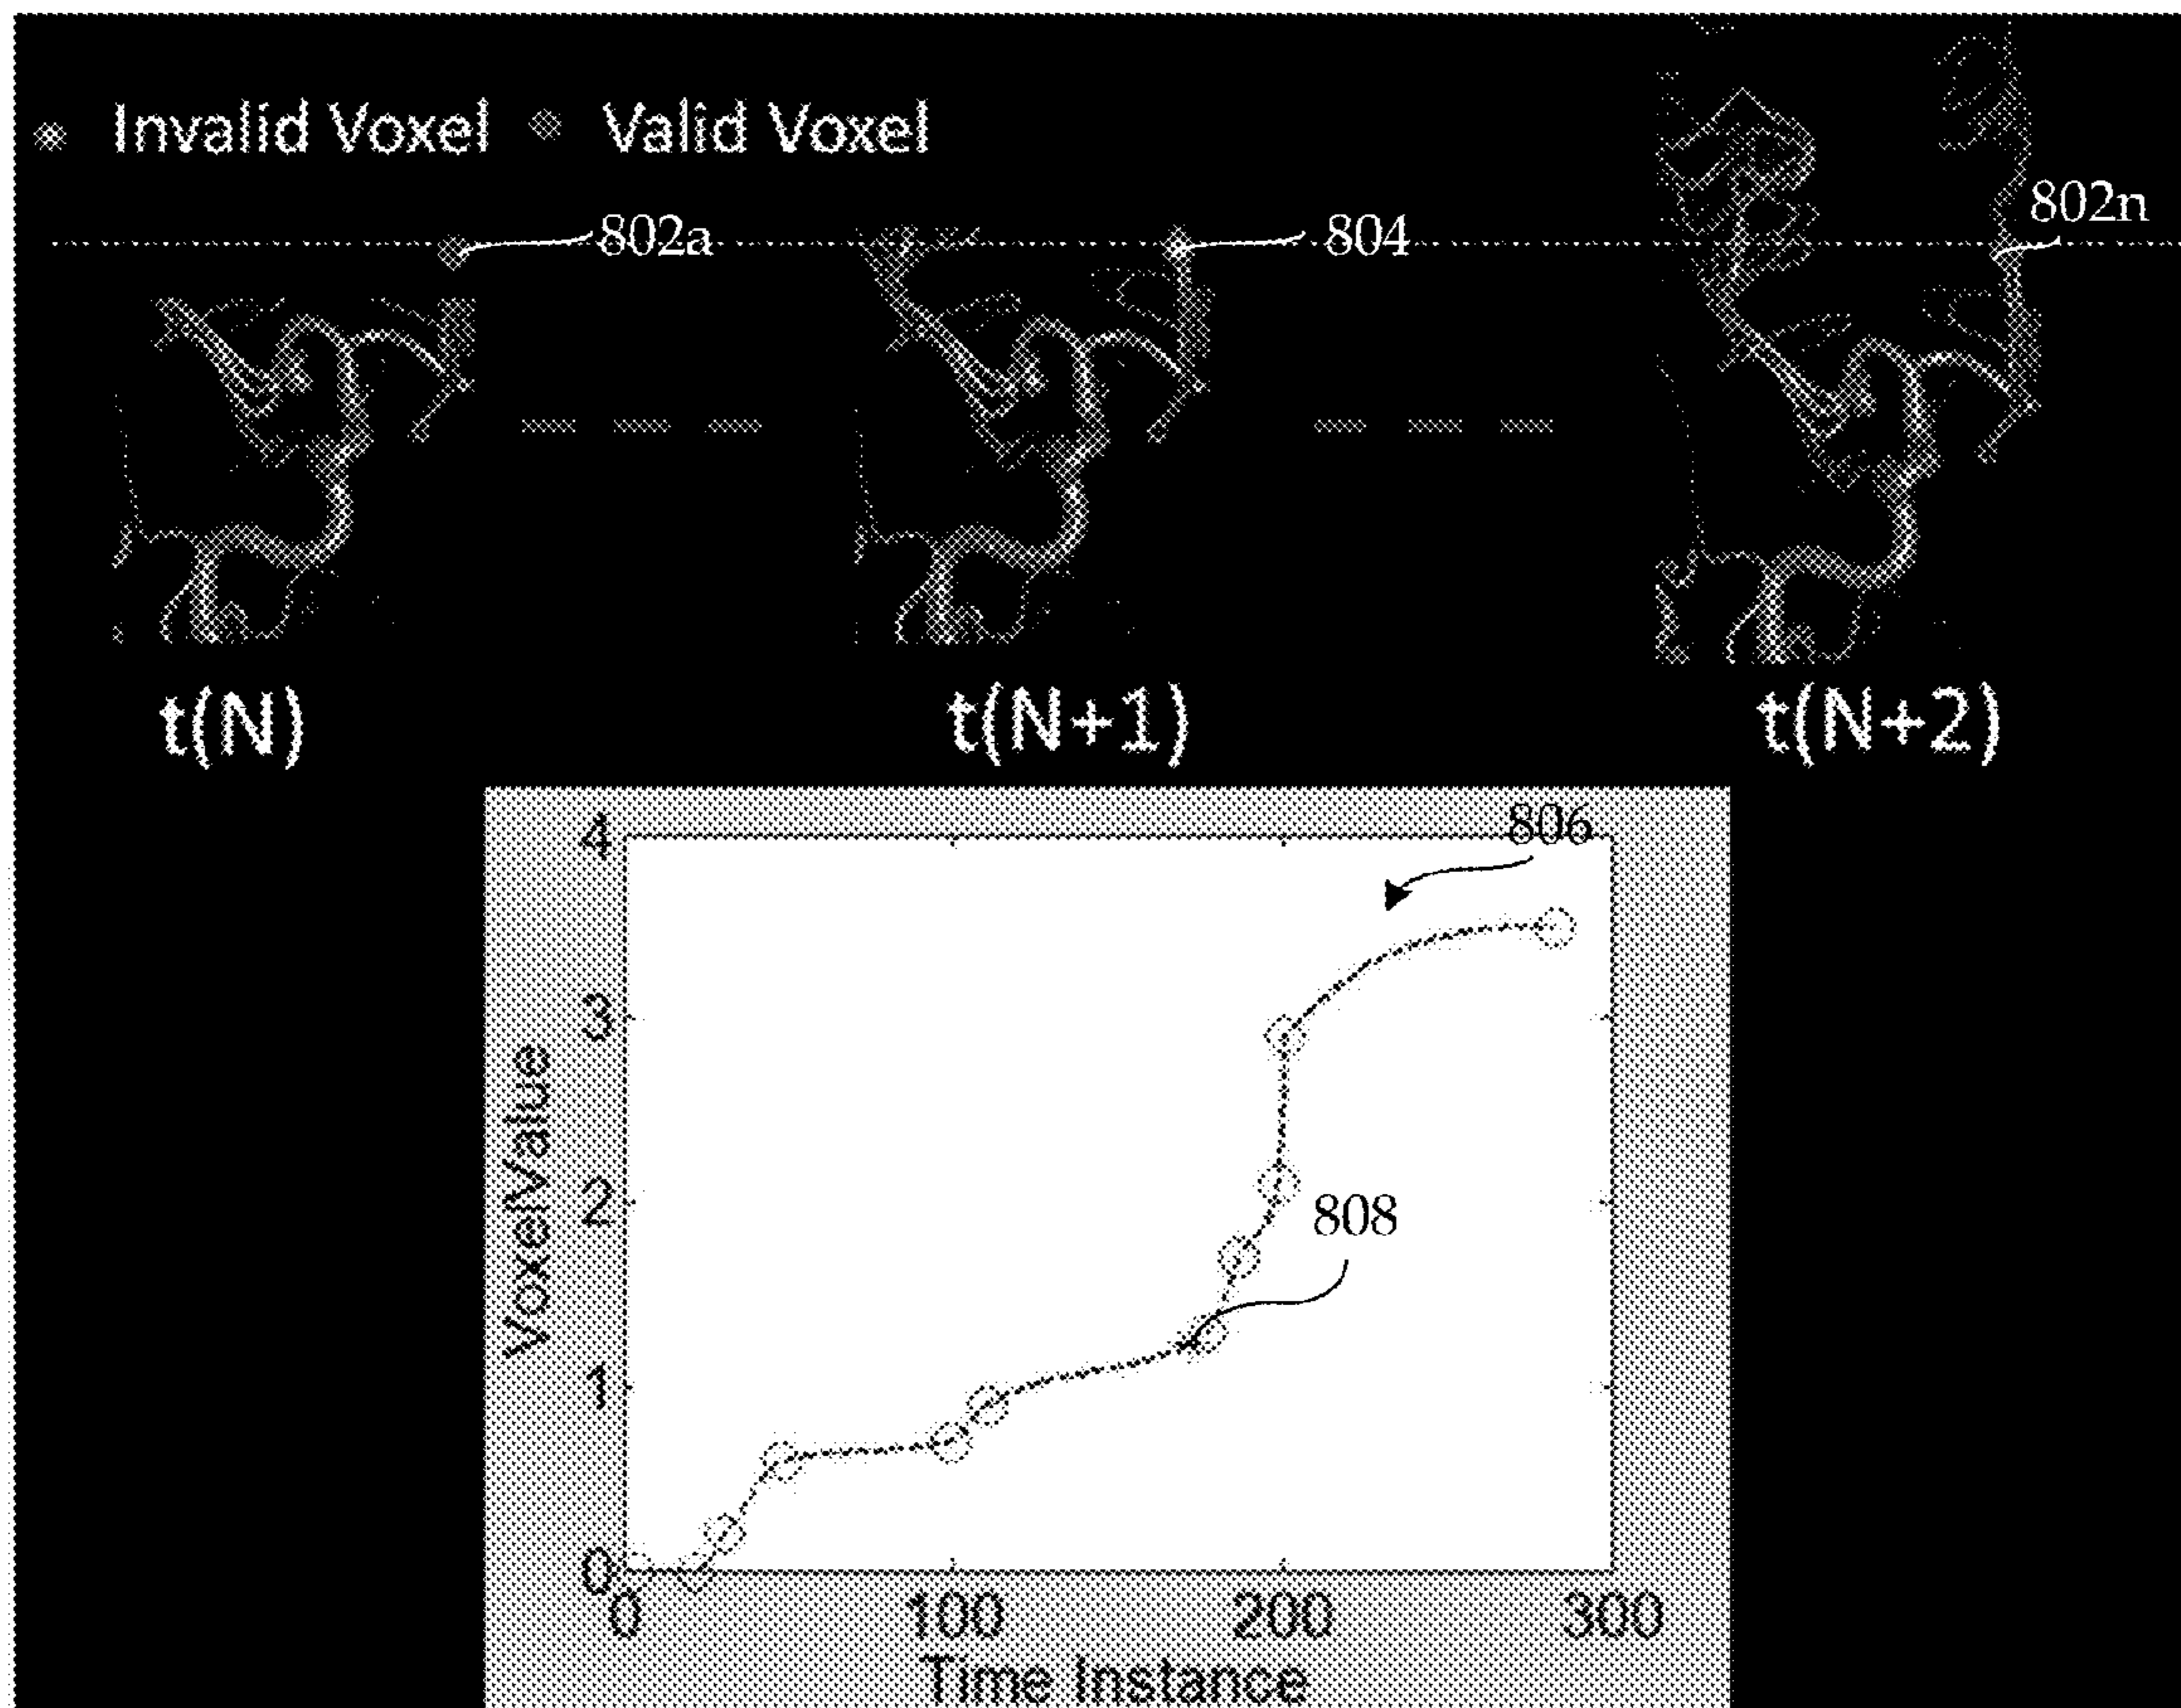 Invalid Voxel Valid Voxel
802a 804 802n
t(N) t(N+1) t(N+2)
806
808
4
3
2
1
0
VoxelValue
0 100 200 300
Time Instance